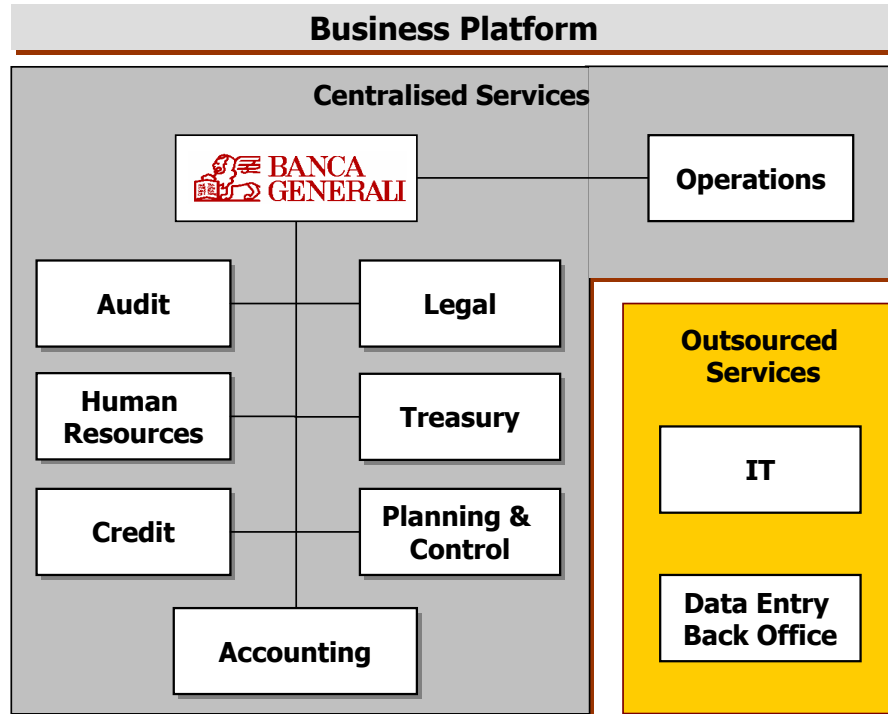 Business Platform
Centralised Services
BANCA
GENERALI
Operations
Audit
Legal
Human
Resources
Treasury
Credit
Planning &
Control
Accounting
Outsourced
Services
IT
Data Entry
Back Office